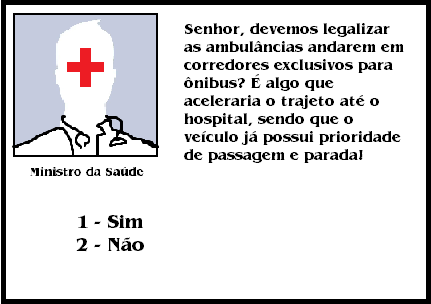 Senhor, devemos legalizar
as ambulâncias andarem em
corredores exclusivos para
ônibus? É algo que
aceleraria o trajeto até o
hospital, sendo que o
veículo já possui prioridade
de passagem e parada!
Ministro da Saúde
1 - Sim
2 - Não